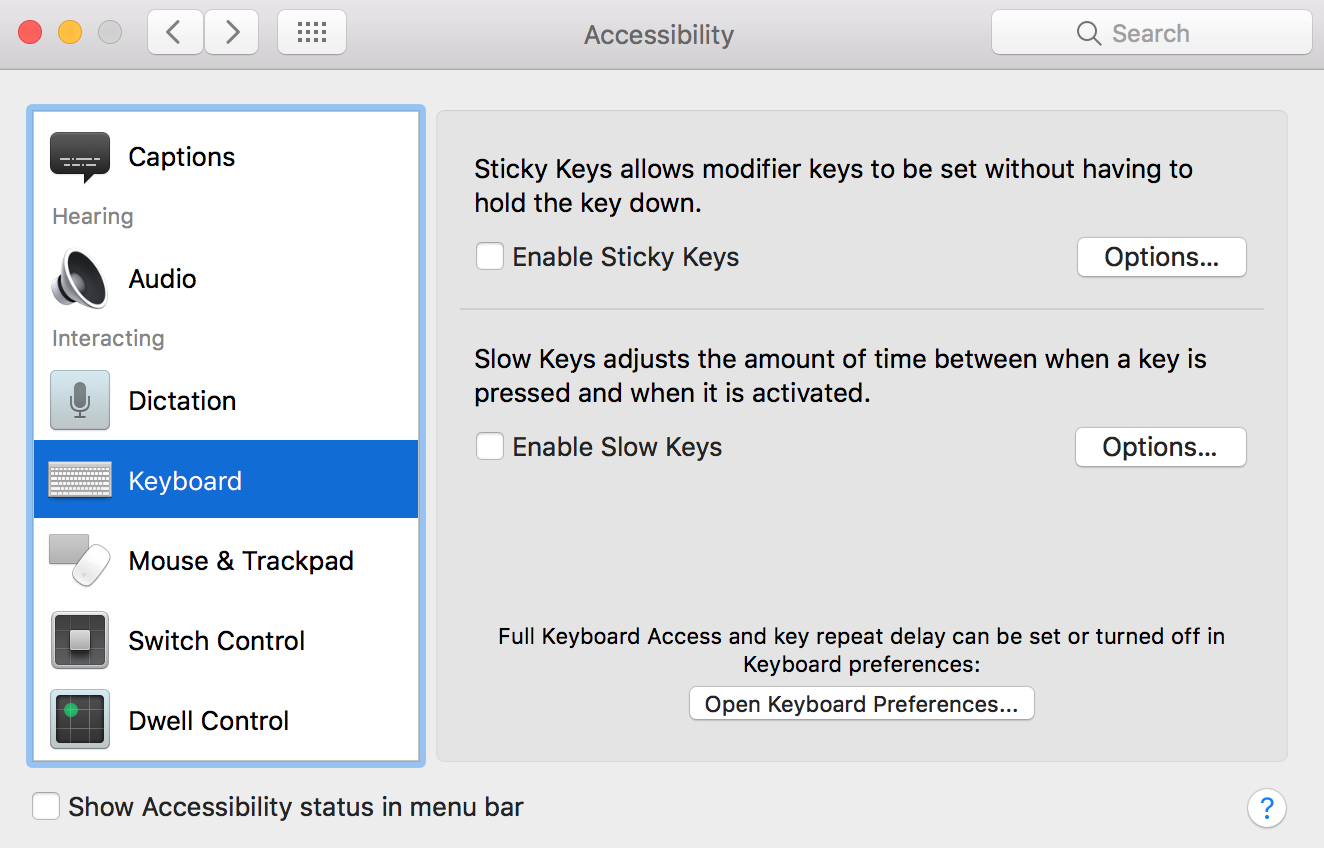 Accessibility
Search
Captions
Hearing
Audio
Interacting
Dictation
Keyboard
Mouse & Trackpad
Switch Control
Dwell Control
Sticky Keys allows modifier keys to be set without having to
hold the key down.
Enable Sticky Keys
Options...
Slow Keys adjusts the amount of time between when a key is
pressed and when it is activated.
Enable Slow Keys
Options...
Full Keyboard Access and key repeat delay can be set or turned off in
Keyboard preferences:
Open Keyboard Preferences...
Show Accessibility status in menu bar
?